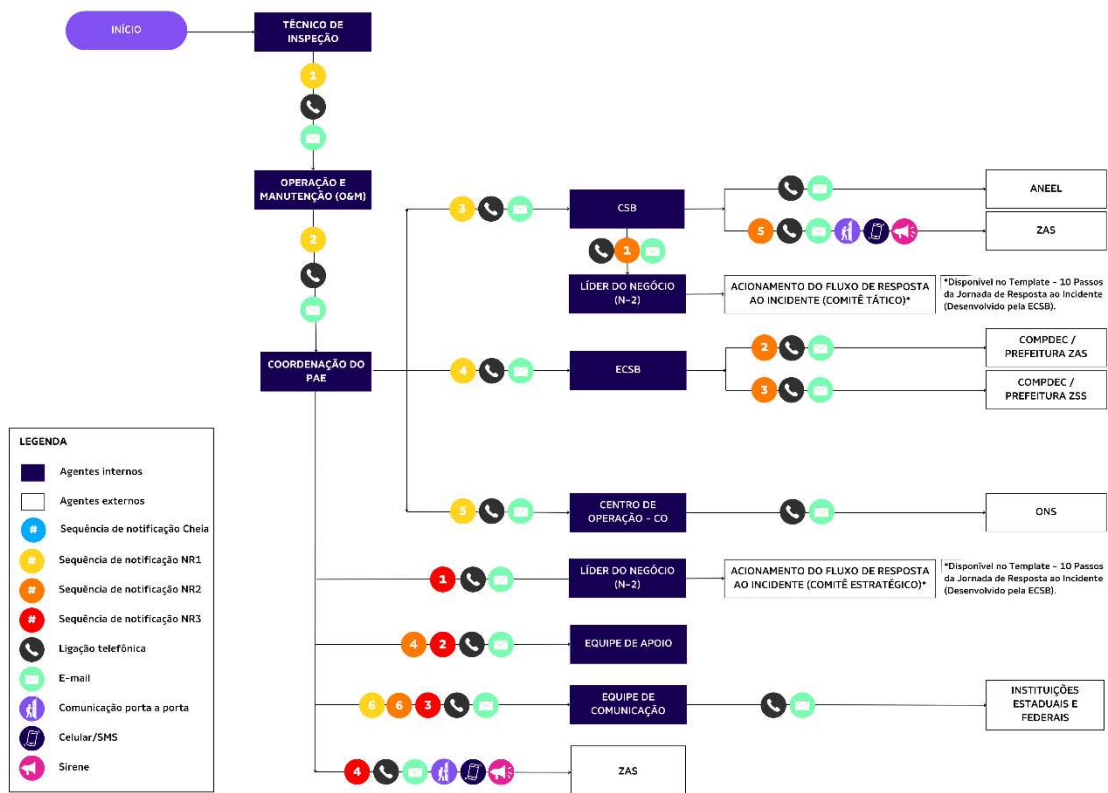 INÍCIO
TÉCNICO DE
INSPEÇÃO
1
OPERAÇÃO E
MANUTENÇÃO (O&M)
2
COORDENAÇÃO DO
PAE
3
CSB
ANEEL
5
ZAS
1
LÍDER DO NEGÓCIO
(N-2)
ACIONAMENTO DO FLUXO DE RESPOSTA
AO INCIDENTE (COMITÊ TÁTICO)*
*Disponível no Template - 10 Passos
da Jornada de Resposta ao Incidente
(Desenvolvido pela ECSB).
4
ECSB
2
COMPDEC /
PREFEITURA ZAS
3
COMPDEC /
PREFEITURA ZSS
5
CENTRO DE
OPERAÇÃO - CO
ONS
1
LÍDER DO NEGÓCIO
(N-2)
ACIONAMENTO DO FLUXO DE RESPOSTA
AO INCIDENTE (COMITÊ ESTRATÉGICO)*
*Disponível no Template - 10 Passos
da Jornada de Resposta ao Incidente
(Desenvolvido pela ECSB).
4 2
EQUIPE DE APOIO
6 6 3
EQUIPE DE
COMUNICAÇÃO
INSTITUIÇÕES
ESTADUAIS E
FEDERAIS
4
ZAS
LEGENDA
Agentes internos
Agentes externos
# Sequência de notificação Cheia
# Sequência de notificação NR1
# Sequência de notificação NR2
# Sequência de notificação NR3
Ligação telefônica
E-mail
Comunicação porta a porta
Celular/SMS
Sirene